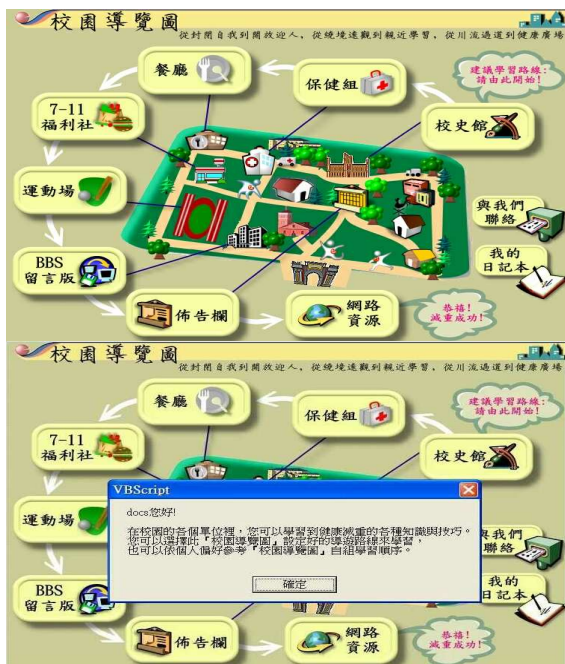 校園導覽圖
從封閉自我到開放迎人，從繞境遠觀到親近學習，從川流過道到健康廣場
餐廳
保健組
建議學習路線：
請由此開始！
7-11
福利社
校史館
運動場
與我們
聯絡
BBS
留言版
我的
日記本
佈告欄
網路
資源
恭禧！
減重成功！
校園導覽圖
從封閉自我到開放迎人，從繞境遠觀到親近學習，從川流過道到健康廣場
餐廳
保健組
建議學習路線：
請由此開始！
7-11
福利社
校史館
VBScript
docs您好!
在校園的各個單位裡，您可以學習到健康減重的各種知識與技巧。
您可以選擇此『校園導覽圖』設定好的導遊路線來學習，
也可以依個人偏好參考『校園導覽圖』自組學習順序。
確定
運動場
與我們
聯絡
BBS
留言版
我的
日記本
佈告欄
網路
資源
恭禧！
減重成功！